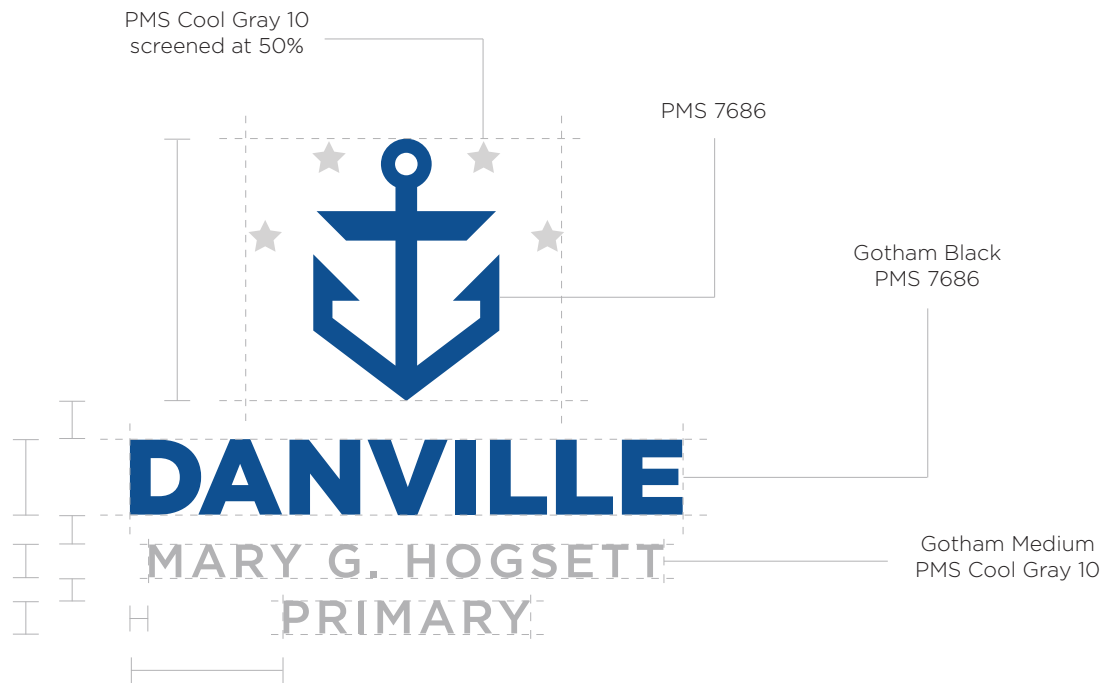 PMS Cool Gray 10
screened at 50%
PMS 7686
Gotham Black
PMS 7686
DANVILLE
MARY G. HOGSETT
PRIMARY
Gotham Medium
PMS Cool Gray 10